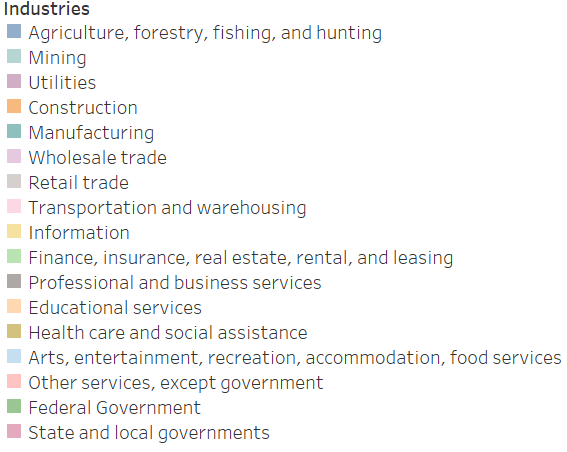 Industries
Agriculture, forestry, fishing, and hunting
Mining
Utilities
Construction
Manufacturing
Wholesale trade
Retail trade
Transportation and warehousing
Information
Finance, insurance, real estate, rental, and leasing
Professional and business services
Educational services
Health care and social assistance
Arts, entertainment, recreation, accommodation, food services
Other services, except government
Federal Government
State and local governments